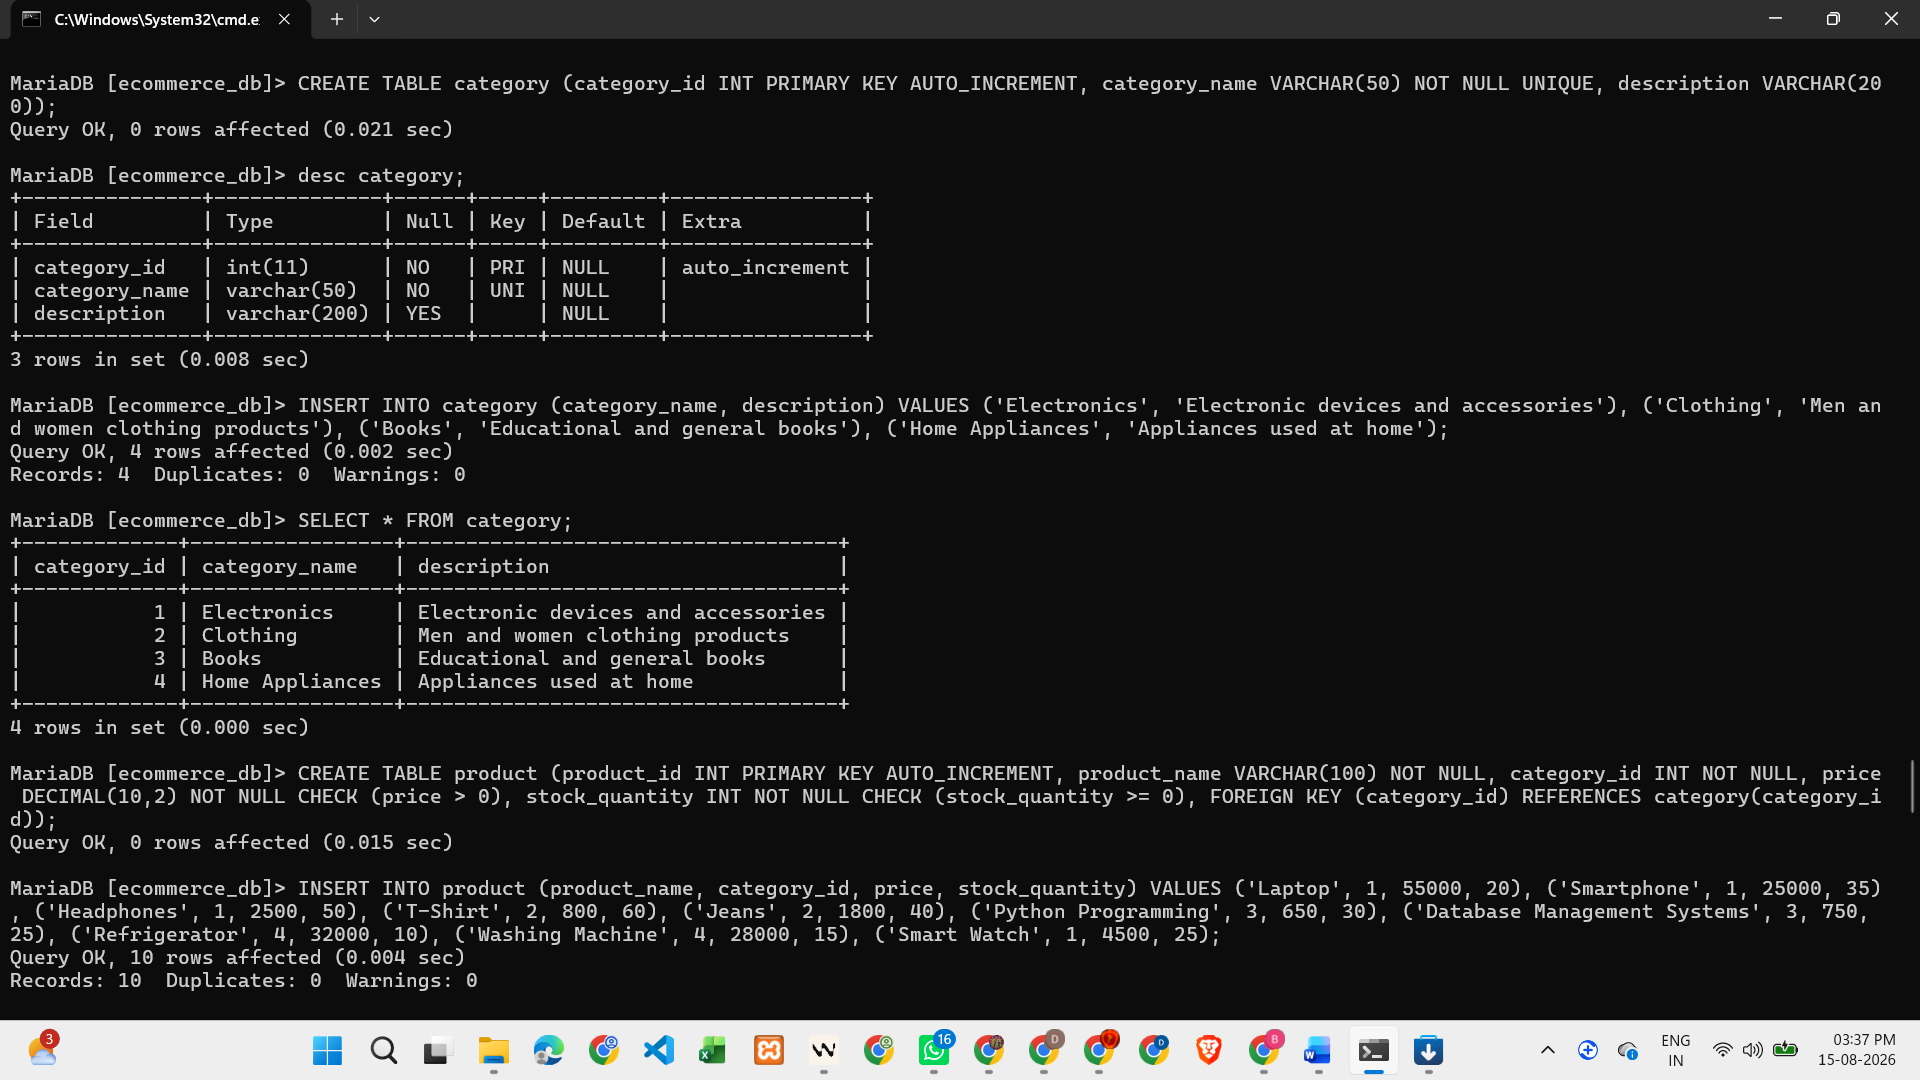 C:\Windows\System32\cmd.e
MariaDB [ecommerce_db]> CREATE TABLE category (category_id INT PRIMARY KEY AUTO_INCREMENT, category_name VARCHAR(50) NOT NULL UNIQUE, description VARCHAR(20
0));
Query OK, 0 rows affected (0.021 sec)
MariaDB [ecommerce_db]> desc category;
+---------------+--------------+------+-----+---------+----------------+
| Field         | Type         | Null | Key | Default | Extra          |
+---------------+--------------+------+-----+---------+----------------+
| category_id   | int(11)      | NO   | PRI | NULL    | auto_increment |
| category_name | varchar(50)  | NO   | UNI | NULL    |                |
| description   | varchar(200) | YES  |     | NULL    |                |
+---------------+--------------+------+-----+---------+----------------+
3 rows in set (0.008 sec)
MariaDB [ecommerce_db]> INSERT INTO category (category_name, description) VALUES ('Electronics', 'Electronic devices and accessories'), ('Clothing', 'Men an
d women clothing products'), ('Books', 'Educational and general books'), ('Home Appliances', 'Appliances used at home');
Query OK, 4 rows affected (0.002 sec)
Records: 4  Duplicates: 0  Warnings: 0
MariaDB [ecommerce_db]> SELECT * FROM category;
+-------------+-----------------+------------------------------------+
| category_id | category_name   | description                        |
+-------------+-----------------+------------------------------------+
|           1 | Electronics     | Electronic devices and accessories |
|           2 | Clothing        | Men and women clothing products    |
|           3 | Books           | Educational and general books      |
|           4 | Home Appliances | Appliances used at home            |
+-------------+-----------------+------------------------------------+
4 rows in set (0.000 sec)
MariaDB [ecommerce_db]> CREATE TABLE product (product_id INT PRIMARY KEY AUTO_INCREMENT, product_name VARCHAR(100) NOT NULL, category_id INT NOT NULL, price
 DECIMAL(10,2) NOT NULL CHECK (price > 0), stock_quantity INT NOT NULL CHECK (stock_quantity >= 0), FOREIGN KEY (category_id) REFERENCES category(category_i
d));
Query OK, 0 rows affected (0.015 sec)
MariaDB [ecommerce_db]> INSERT INTO product (product_name, category_id, price, stock_quantity) VALUES ('Laptop', 1, 55000, 20), ('Smartphone', 1, 25000, 35)
, ('Headphones', 1, 2500, 50), ('T-Shirt', 2, 800, 60), ('Jeans', 2, 1800, 40), ('Python Programming', 3, 650, 30), ('Database Management Systems', 3, 750,
25), ('Refrigerator', 4, 32000, 10), ('Washing Machine', 4, 28000, 15), ('Smart Watch', 1, 4500, 25);
Query OK, 10 rows affected (0.004 sec)
Records: 10  Duplicates: 0  Warnings: 0
3
16
D
D
B
ENG
IN
03:37 PM
15-08-2026